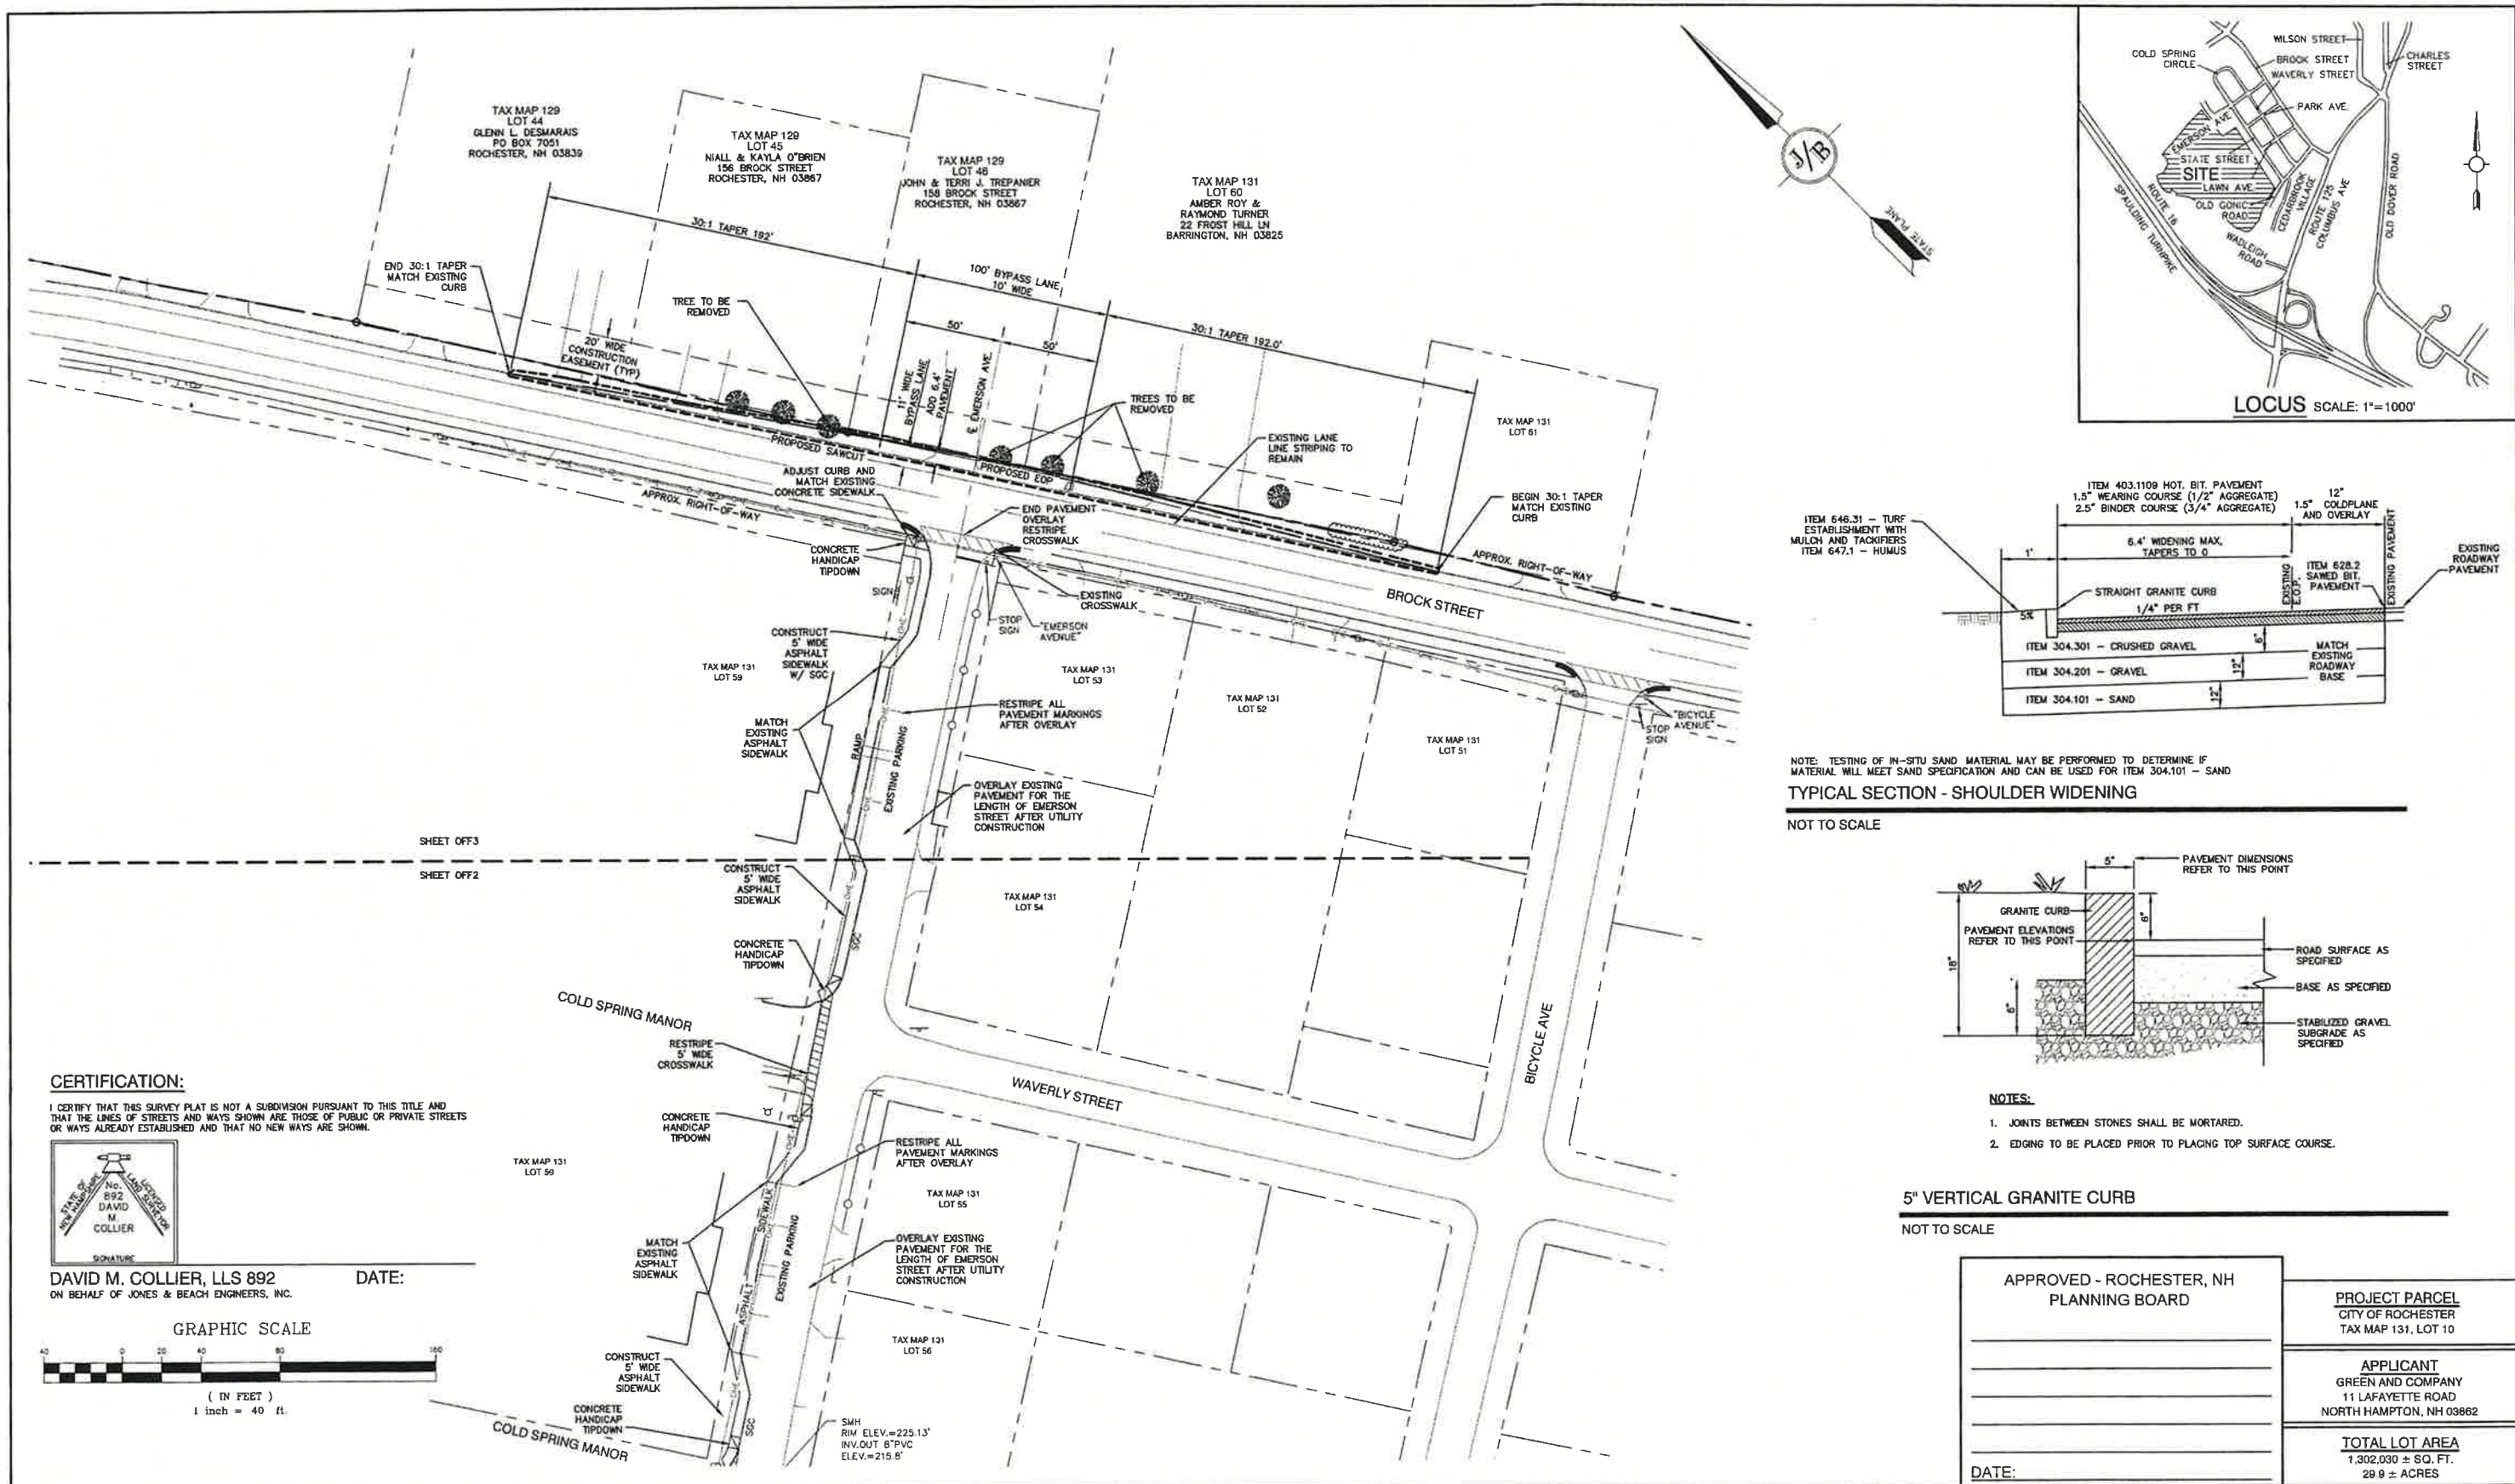 TAX MAP 129
LOT 44
GLENN L. DESMARAIS
PO BOX 7051
ROCHESTER, NH 03839
TAX MAP 129
LOT 45
NIALL & KAYLA O"BRIEN
156 BROCK STREET
ROCHESTER, NH 03867
TAX MAP 129
LOT 46
JOHN & TERRI J. TREPANIER
158 BROCK STREET
ROCHESTER, NH 03867
TAX MAP 131
LOT 60
AMBER ROY &
RAYMOND TURNER
22 FROST HILL LN
BARRINGTON, NH 03825
30:1 TAPER 192'
100' BYPASS LANE
10' WIDE
50'
50'
30:1 TAPER 192.0'
END 30:1 TAPER
MATCH EXISTING
CURB
TREE TO BE
REMOVED
20' WIDE
CONSTRUCTION
EASEMENT (TYP)
11' WIDE
BYPASS LANE
ADD 6.4'
PAVEMENT
EMERSON AVE.
TREES TO BE
REMOVED
EXISTING LANE
LINE STRIPING TO
REMAIN
TAX MAP 131
LOT 61
BEGIN 30:1 TAPER
MATCH EXISTING
CURB
PROPOSED SAWCUT
PROPOSED EOP
ADJUST CURB AND
MATCH EXISTING
CONCRETE SIDEWALK
APPROX. RIGHT-OF-WAY
APPROX. RIGHT-OF-WAY
BROCK STREET
END PAVEMENT
OVERLAY
RESTRIPE
CROSSWALK
CONCRETE
HANDICAP
TIPDOWN
SIGN
EXISTING
CROSSWALK
STOP
SIGN
"EMERSON
AVENUE"
CONSTRUCT
5' WIDE
ASPHALT
SIDEWALK
W/ SGC
TAX MAP 131
LOT 59
TAX MAP 131
LOT 53
TAX MAP 131
LOT 52
TAX MAP 131
LOT 51
STOP
SIGN
"BICYCLE
AVENUE"
RESTRIPE ALL
PAVEMENT MARKINGS
AFTER OVERLAY
MATCH
EXISTING
ASPHALT
SIDEWALK
RAMP
EXISTING PARKING
OVERLAY EXISTING
PAVEMENT FOR THE
LENGTH OF EMERSON
STREET AFTER UTILITY
CONSTRUCTION
SHEET OFF3
SHEET OFF2
CONSTRUCT
5' WIDE
ASPHALT
SIDEWALK
OHE
SGC
TAX MAP 131
LOT 54
CONCRETE
HANDICAP
TIPDOWN
COLD SPRING MANOR
RESTRIPE
5' WIDE
CROSSWALK
WAVERLY STREET
BICYCLE AVE
CONCRETE
HANDICAP
TIPDOWN
TAX MAP 131
LOT 59
RESTRIPE ALL
PAVEMENT MARKINGS
AFTER OVERLAY
TAX MAP 131
LOT 55
ASPHALT SIDEWALK
EXISTING PARKING
MATCH
EXISTING
ASPHALT
SIDEWALK
OVERLAY EXISTING
PAVEMENT FOR THE
LENGTH OF EMERSON
STREET AFTER UTILITY
CONSTRUCTION
TAX MAP 131
LOT 56
CONSTRUCT
5' WIDE
ASPHALT
SIDEWALK
CONCRETE
HANDICAP
TIPDOWN
SGC
COLD SPRING MANOR
SMH
RIM ELEV.=225.13'
INV.OUT 8"PVC
ELEV.=215.8'
CERTIFICATION:
I CERTIFY THAT THIS SURVEY PLAT IS NOT A SUBDIVISION PURSUANT TO THIS TITLE AND
THAT THE LINES OF STREETS AND WAYS SHOWN ARE THOSE OF PUBLIC OR PRIVATE STREETS
OR WAYS ALREADY ESTABLISHED AND THAT NO NEW WAYS ARE SHOWN.
STATE OF
NEW HAMPSHIRE
LICENSED
LAND SURVEYOR
No.
892
DAVID
M.
COLLIER
SIGNATURE
DAVID M. COLLIER, LLS 892 DATE:
ON BEHALF OF JONES & BEACH ENGINEERS, INC.
GRAPHIC SCALE
40 0 20 40 80 160
( IN FEET )
1 inch = 40 ft.
J/B
STATE PLANE
COLD SPRING
CIRCLE
WILSON STREET
BROOK STREET
WAVERLY STREET
CHARLES
STREET
PARK AVE.
EMERSON AVE
STATE STREET
SITE
LAWN AVE.
OLD GONIC
ROAD
CEDARBROOK
VILLAGE
ROUTE 125
COLUMBUS AVE
OLD DOVER ROAD
ROUTE 16
SPAULDING TURNPIKE
WADLEIGH
ROAD
LOCUS SCALE: 1"=1000'
ITEM 403.1109 HOT. BIT. PAVEMENT
1.5" WEARING COURSE (1/2" AGGREGATE)
2.5" BINDER COURSE (3/4" AGGREGATE)
12"
1.5" COLDPLANE
AND OVERLAY
ITEM 646.31 - TURF
ESTABLISHMENT WITH
MULCH AND TACKIFIERS
ITEM 647.1 - HUMUS
1'
6.4' WIDENING MAX,
TAPERS TO 0
EXISTING
E.O.P.
ITEM 628.2
SAWED BIT.
PAVEMENT
EXISTING PAVEMENT
EXISTING
ROADWAY
PAVEMENT
STRAIGHT GRANITE CURB
1/4" PER FT
5%
ITEM 304.301 - CRUSHED GRAVEL
6"
MATCH
EXISTING
ROADWAY
BASE
ITEM 304.201 - GRAVEL
12"
ITEM 304.101 - SAND
12"
NOTE: TESTING OF IN-SITU SAND MATERIAL MAY BE PERFORMED TO DETERMINE IF
MATERIAL WILL MEET SAND SPECIFICATION AND CAN BE USED FOR ITEM 304.101 - SAND
TYPICAL SECTION - SHOULDER WIDENING
NOT TO SCALE
5"
PAVEMENT DIMENSIONS
REFER TO THIS POINT
GRANITE CURB
6"
PAVEMENT ELEVATIONS
REFER TO THIS POINT
18"
ROAD SURFACE AS
SPECIFIED
BASE AS SPECIFIED
6"
STABILIZED GRAVEL
SUBGRADE AS
SPECIFIED
NOTES:
1. JOINTS BETWEEN STONES SHALL BE MORTARED.
2. EDGING TO BE PLACED PRIOR TO PLACING TOP SURFACE COURSE.
5" VERTICAL GRANITE CURB
NOT TO SCALE
APPROVED - ROCHESTER, NH
PLANNING BOARD
DATE:
PROJECT PARCEL
CITY OF ROCHESTER
TAX MAP 131, LOT 10
APPLICANT
GREEN AND COMPANY
11 LAFAYETTE ROAD
NORTH HAMPTON, NH 03862
TOTAL LOT AREA
1,302,030 ± SQ. FT.
29.9 ± ACRES